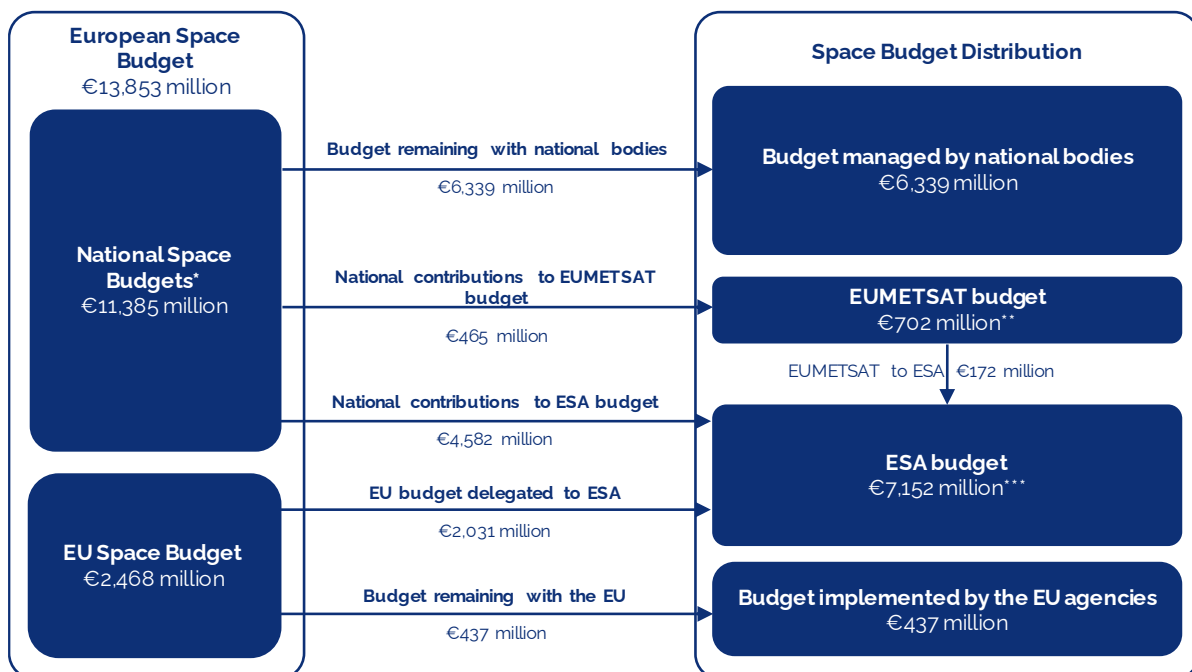 European Space
Budget
€13,853 million
National Space
Budgets*
€11,385 million
EU Space Budget
€2,468 million
Budget remaining with national bodies
€6,339 million
National contributions to EUMETSAT
budget
€465 million
National contributions to ESA budget
€4,582 million
EU budget delegated to ESA
€2,031 million
Budget remaining with the EU
€437 million
Space Budget Distribution
Budget managed by national bodies
€6,339 million
EUMETSAT budget
€702 million**
EUMETSAT to ESA €172 million
ESA budget
€7,152 million***
Budget implemented by the EU agencies
€437 million